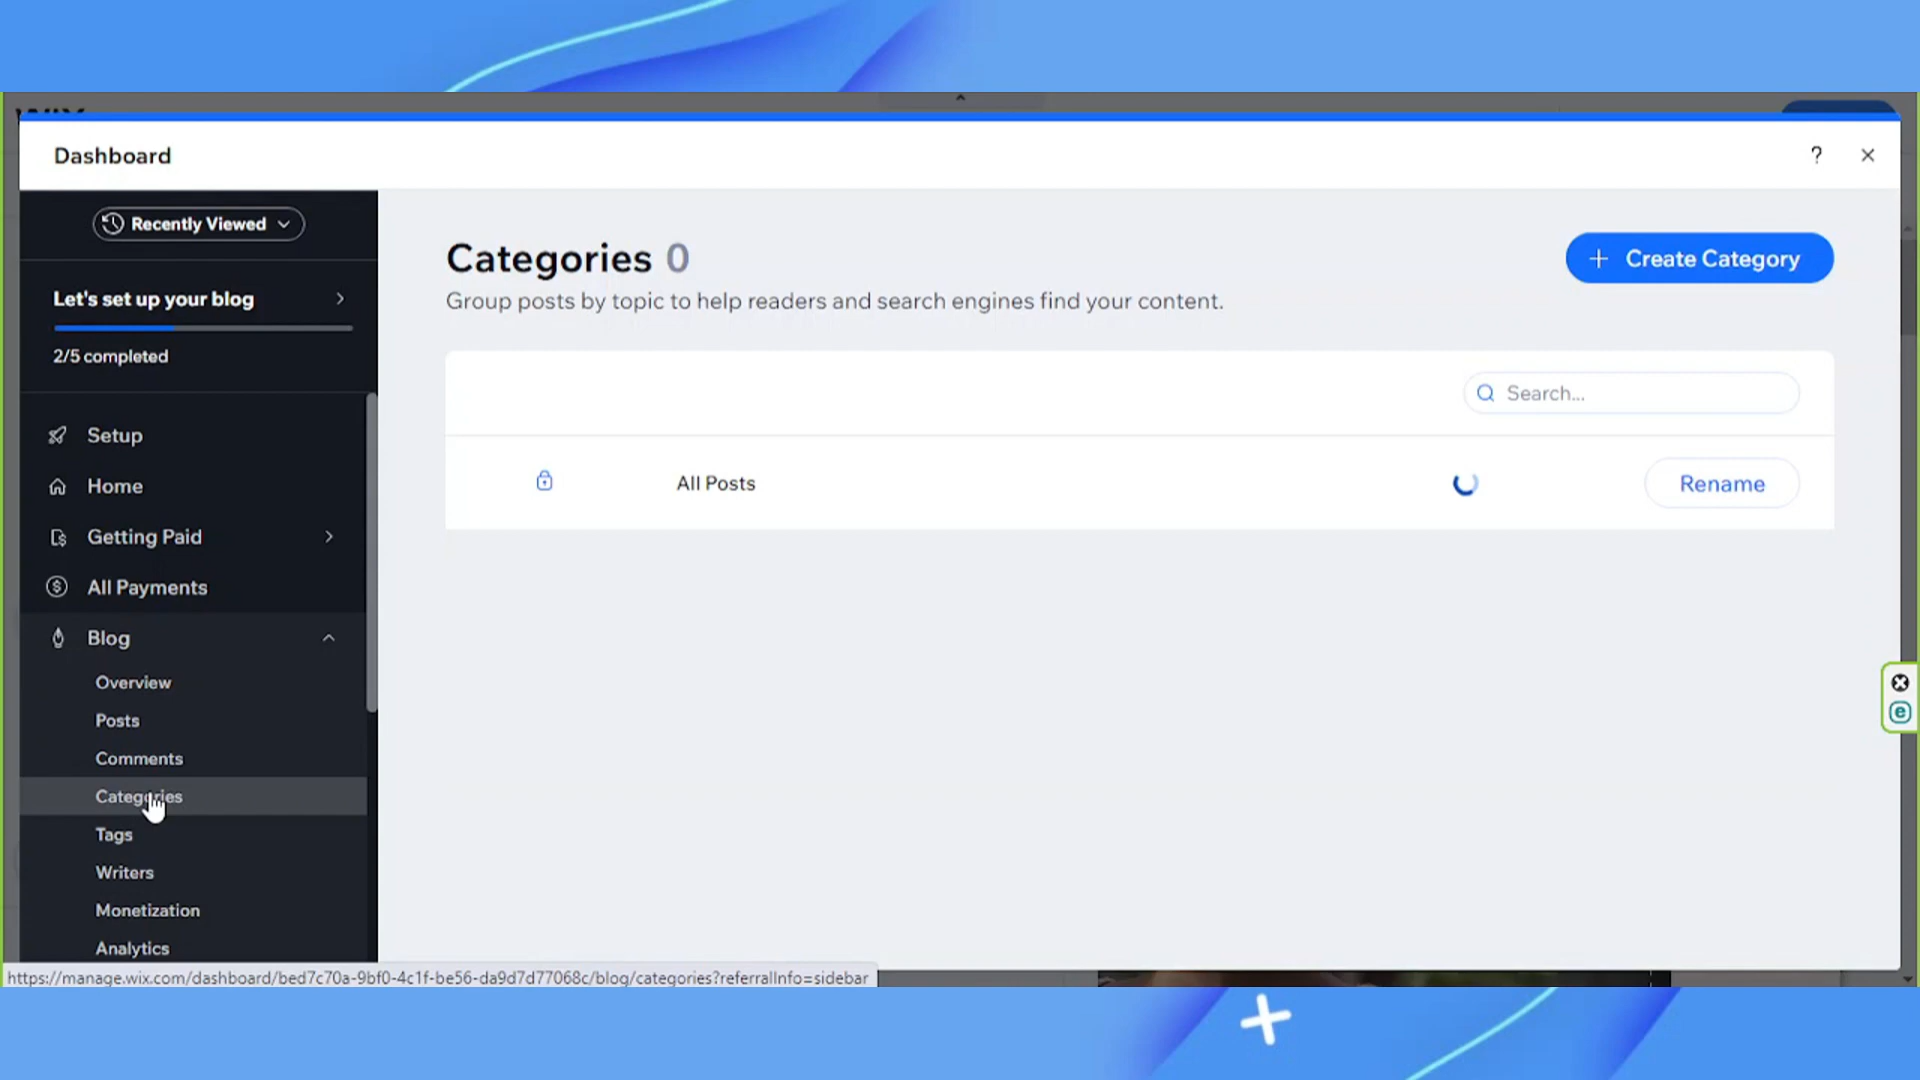 Dashboard
?
Recently Viewed
Let's set up your blog
2/5 completed
Setup
Home
Getting Paid
All Payments
Blog
Overview
Posts
Comments
Categories
Tags
Writers
Monetization
Analytics
Categories 0
+ Create Category
Group posts by topic to help readers and search engines find your content.
Search...
All Posts
Rename
https://manage.wix.com/dashboard/bed7c70a-9bf0-4c1f-be56-da9d7d77068c/blog/categories?referralInfo=sidebar